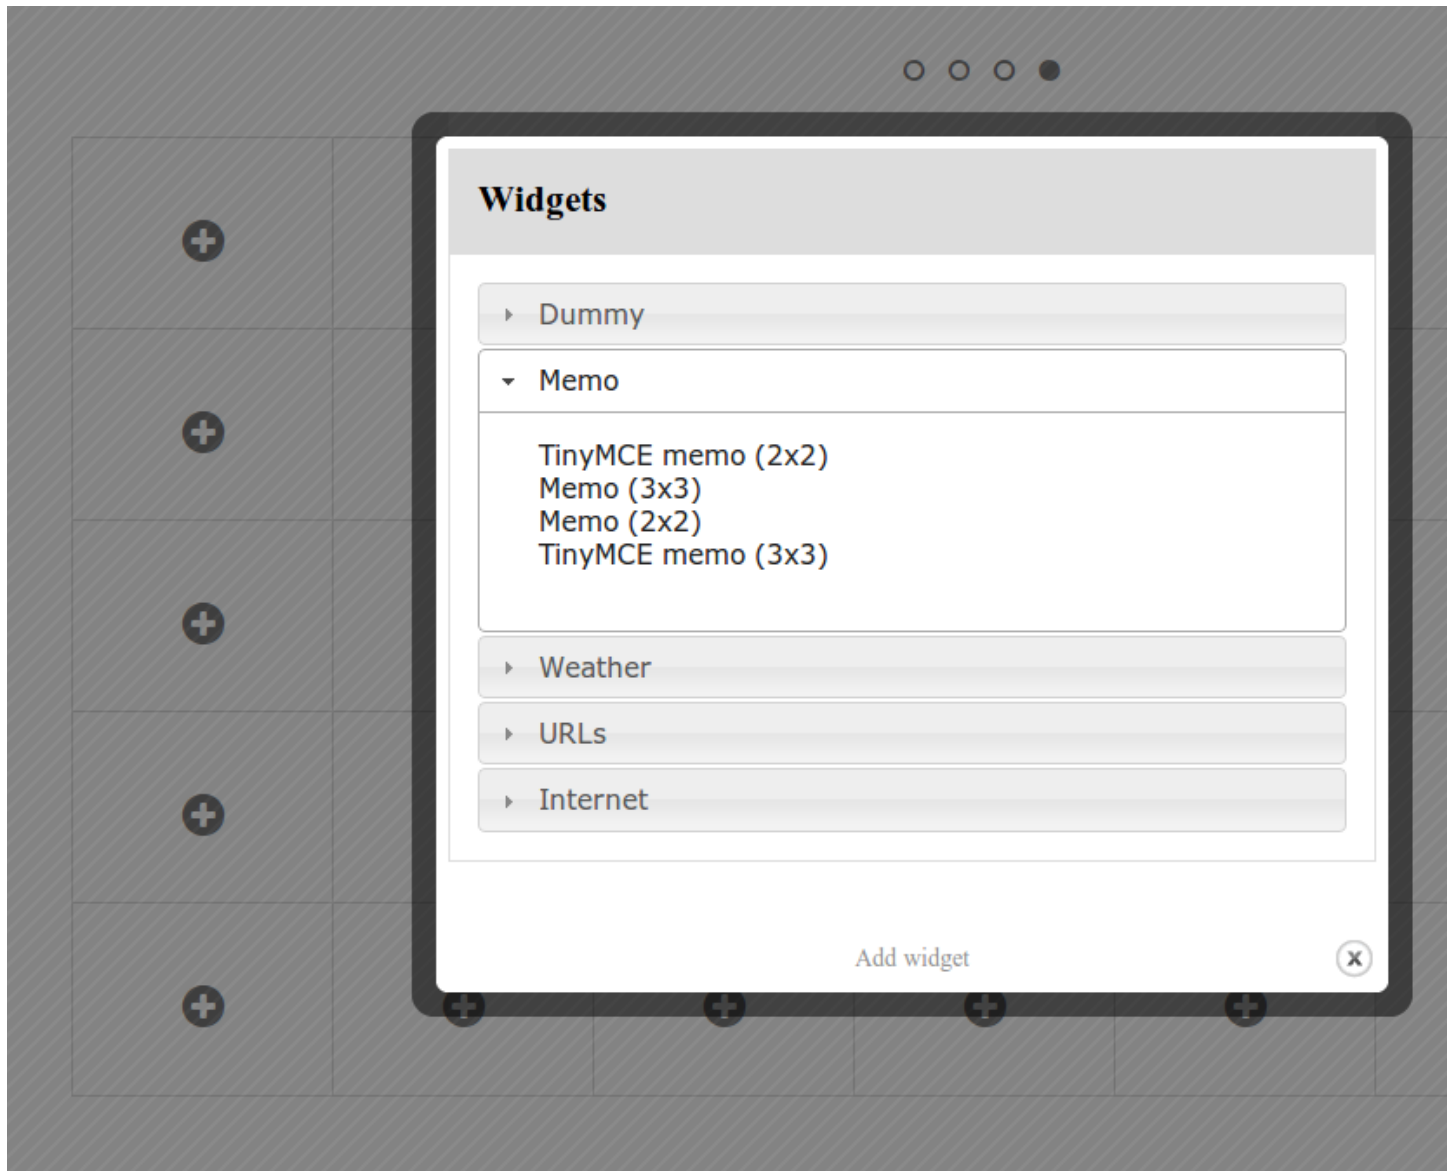 Widgets
Dummy
Memo
TinyMCE memo (2x2)
Memo (3x3)
Memo (2x2)
TinyMCE memo (3x3)
Weather
URLs
Internet
Add widget
x